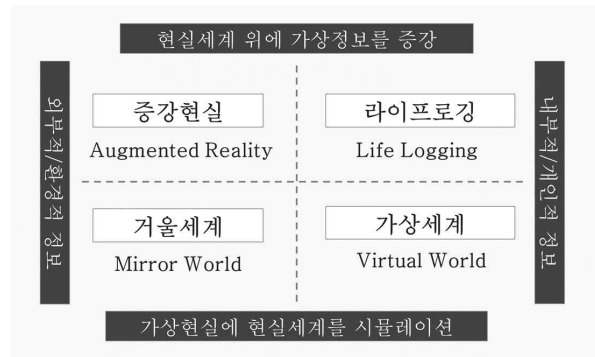 현실세계 위에 가상정보를 증강
외부적/환경적 정보
증강현실
Augmented Reality
라이프로깅
Life Logging
내부적/개인적 정보
거울세계
Mirror World
가상세계
Virtual World
가상현실에 현실세계를 시뮬레이션